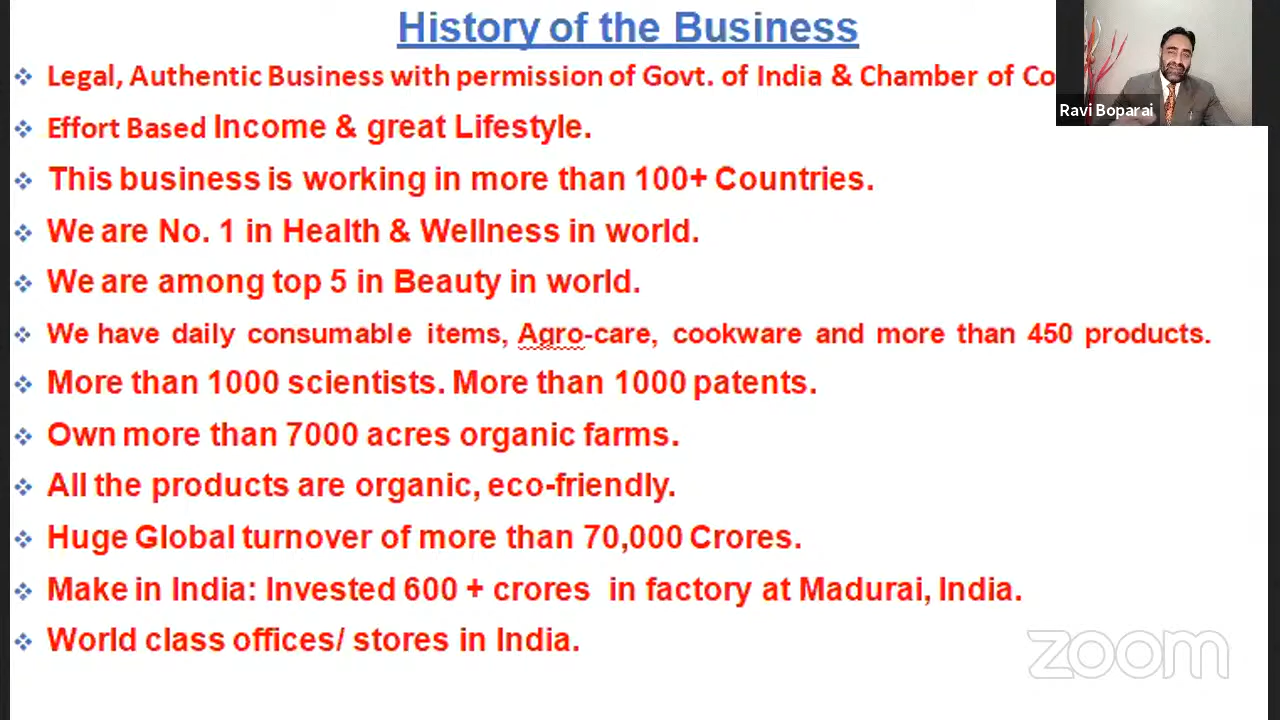 History of the Business
Legal, Authentic Business with permission of Govt. of India & Chamber of Co
Ravi Boparai
Effort Based Income & great Lifestyle.
This business is working in more than 100+ Countries.
We are No. 1 in Health & Wellness in world.
We are among top 5 in Beauty in world.
We have daily consumable items, Agro-care, cookware and more than 450 products.
More than 1000 scientists. More than 1000 patents.
Own more than 7000 acres organic farms.
All the products are organic, eco-friendly.
Huge Global turnover of more than 70,000 Crores.
Make in India: Invested 600 + crores in factory at Madurai, India.
World class offices/ stores in India.
zoom